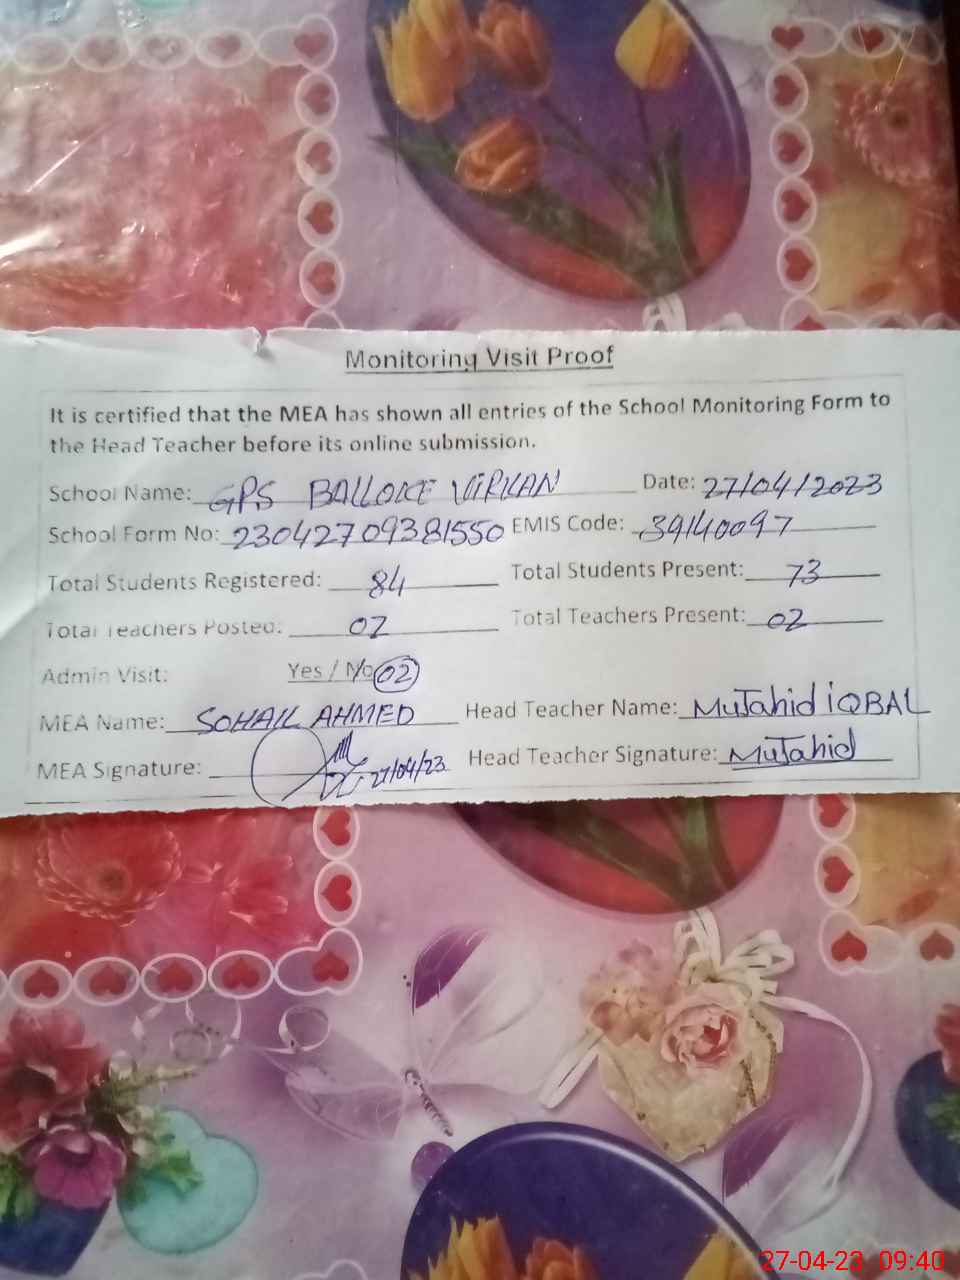 Monitoring Visit Proof
It is certified that the MEA has shown all entries of the School Monitoring Form to
the Head Teacher before its online submission.
School Name: GPS BALLOKE VIRKAN Date: 27/04/2023
School Form No: 23042709381550 EMIS Code: 39140097
Total Students Registered: 84 Total Students Present: 73
Total Teachers Posted: 02 Total Teachers Present: 02
Admin Visit: Yes / No 02
MEA Name: SOHAIL AHMED Head Teacher Name: MuJahid iQBAL
MEA Signature: 27/04/23 Head Teacher Signature: MuJahid
27-04-23 09:40